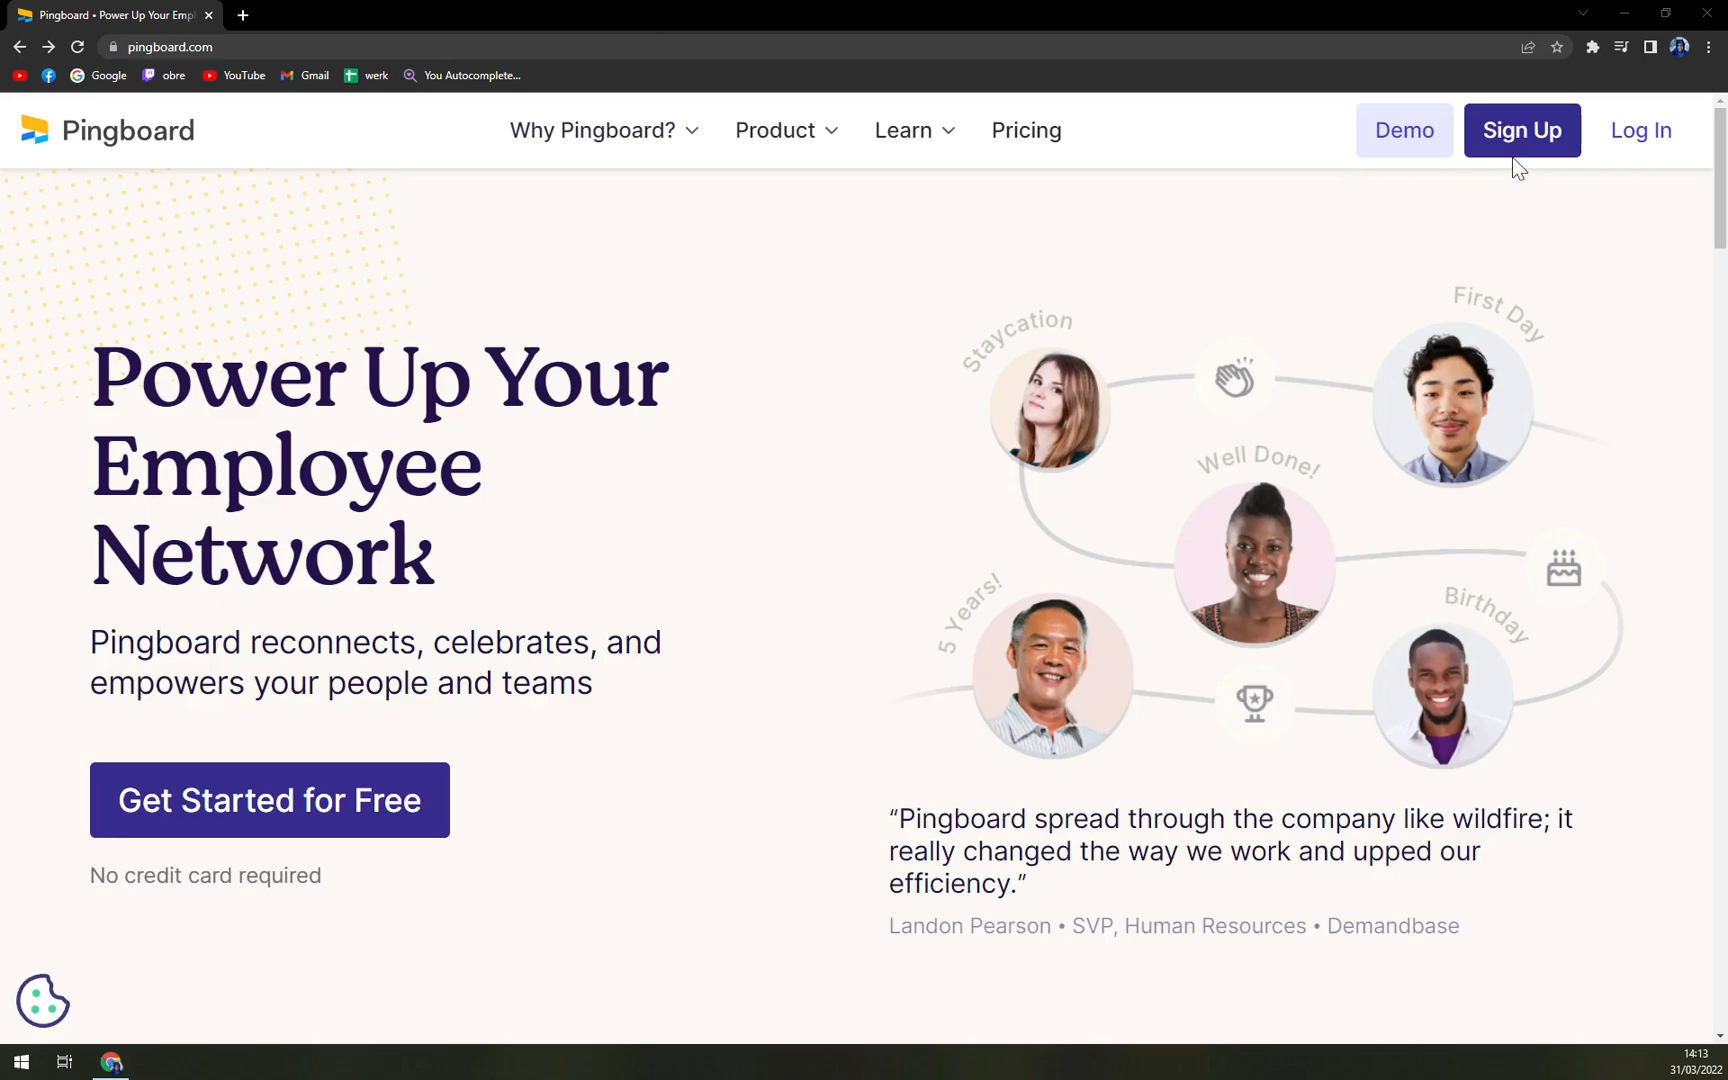 Pingboard • Power Up Your Empl
pingboard.com
Google
obre
YouTube
Gmail
werk
You Autocomplete...
Pingboard
Why Pingboard?
Product
Learn
Pricing
Demo
Sign Up
Log In
Power Up Your
Employee
Network
Pingboard reconnects, celebrates, and
empowers your people and teams
Get Started for Free
No credit card required
Staycation
First Day
Well Done!
5 Years!
Birthday
“Pingboard spread through the company like wildfire; it
really changed the way we work and upped our
efficiency.”
Landon Pearson • SVP, Human Resources • Demandbase
14:13
31/03/2022